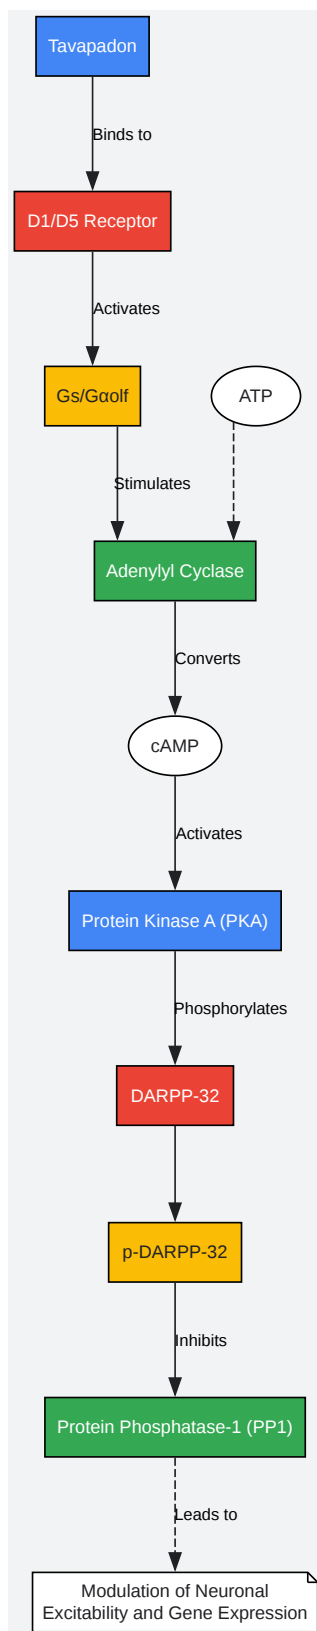 Tavapadon
Binds to
D1/D5 Receptor
Activates
Gs/Gαolf
ATP
Stimulates
Adenylyl Cyclase
Converts
cAMP
Activates
Protein Kinase A (PKA)
Phosphorylates
DARPP-32
p-DARPP-32
Inhibits
Protein Phosphatase-1 (PP1)
Leads to
Modulation of Neuronal
Excitability and Gene Expression